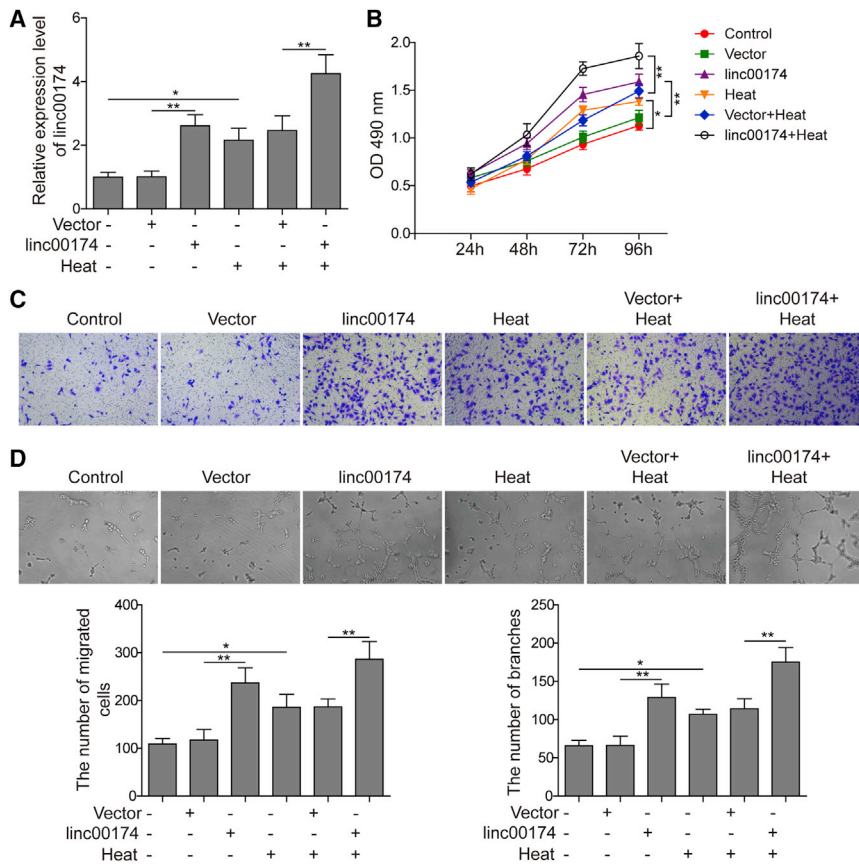 A
Relative expression level
of linc00174
6
4
2
0
*
**
**
Vector - + - - + -
linc00174 - - + - - +
Heat - - - + + +
B
OD 490 nm
2.0
1.5
1.0
0.5
0.0
24h 48h 72h 96h
**
**
*
Control
Vector
linc00174
Heat
Vector+Heat
linc00174+Heat
C
Control Vector linc00174 Heat Vector+ Heat linc00174+ Heat
D
Control Vector linc00174 Heat Vector+ Heat linc00174+ Heat
The number of migrated
cells
400
300
200
100
0
*
**
**
Vector - + - - + -
linc00174 - - + - - +
Heat - - - + + +
The number of branches
250
200
150
100
50
0
*
**
**
Vector - + - - + -
linc00174 - - + - - +
Heat - - - + + +